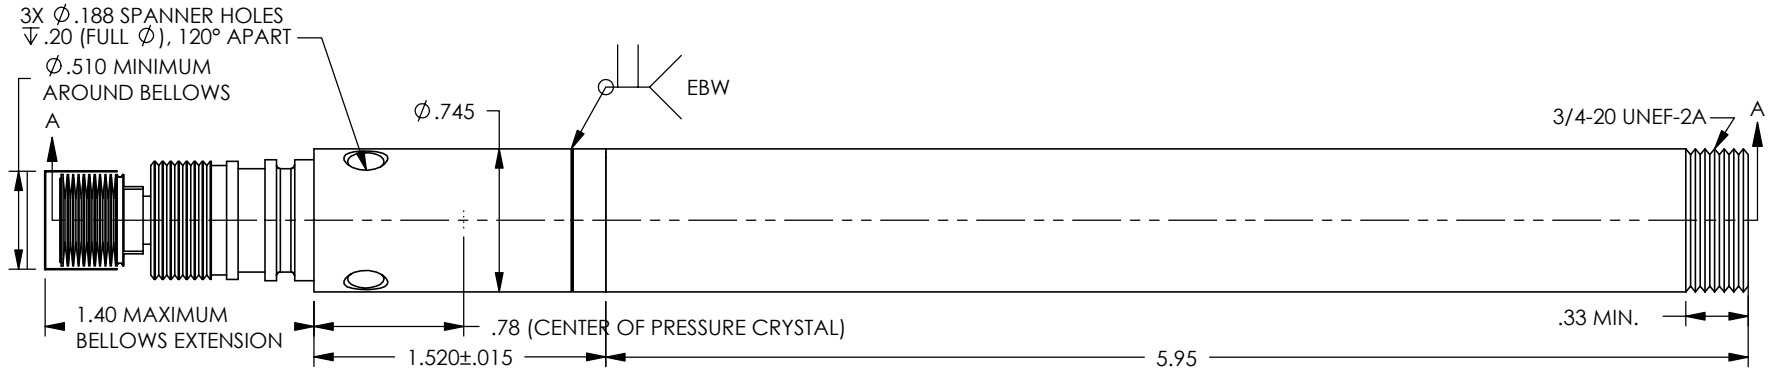 3X ⌀.188 SPANNER HOLES
↧.20 (FULL ⌀), 120° APART
⌀.510 MINIMUM
AROUND BELLOWS
A
⌀.745
EBW
3/4-20 UNEF-2A
A
1.40 MAXIMUM
BELLOWS EXTENSION
.78 (CENTER OF PRESSURE CRYSTAL)
.33 MIN.
1.520±.015
5.95